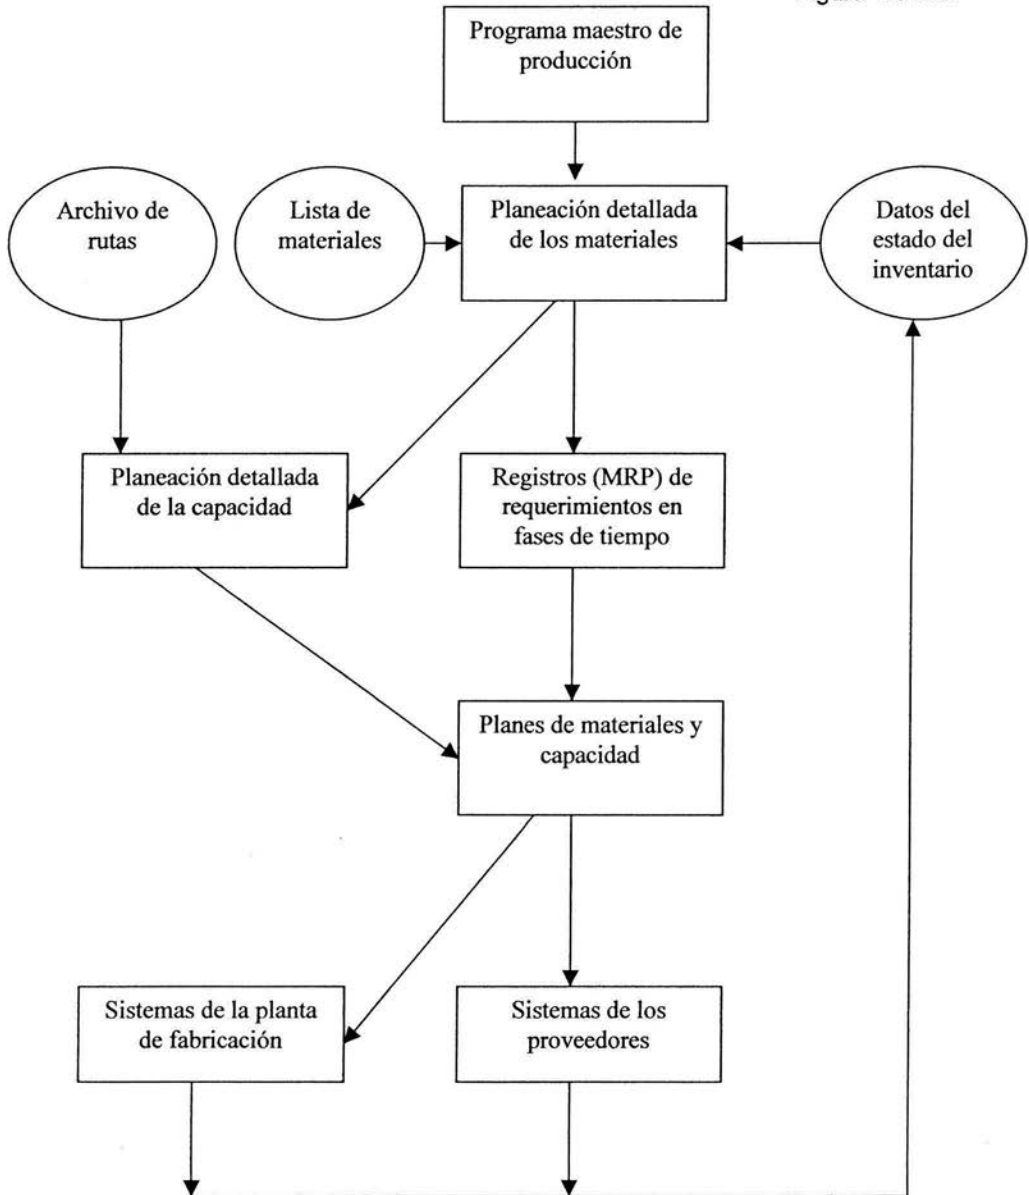 Programa maestro de
producción
Archivo de
rutas
Lista de
materiales
Planeación detallada
de los materiales
Datos del
estado del
inventario
Planeación detallada
de la capacidad
Registros (MRP) de
requerimientos en
fases de tiempo
Planes de materiales y
capacidad
Sistemas de la planta
de fabricación
Sistemas de los
proveedores